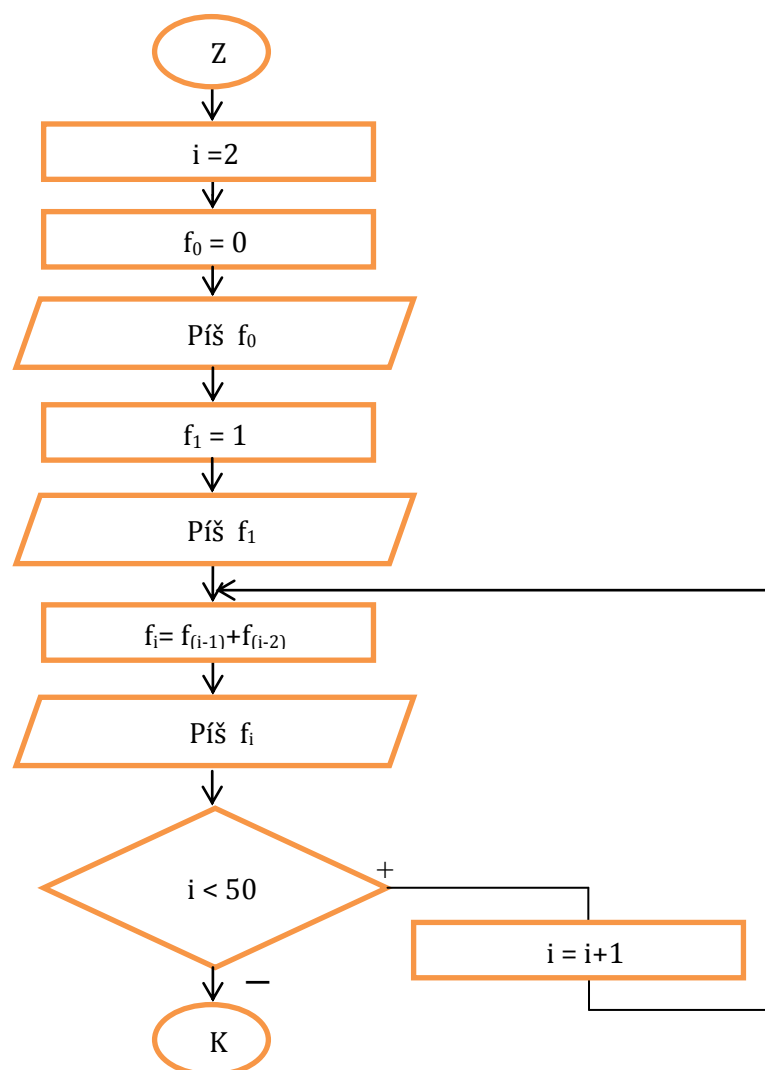 Z
i =2
f₀ = 0
Píš f₀
f₁ = 1
Píš f₁
fᵢ= f₍ᵢ₋₁₎+f₍ᵢ₋₂₎
Píš fᵢ
i < 50
+
i = i+1
–
K